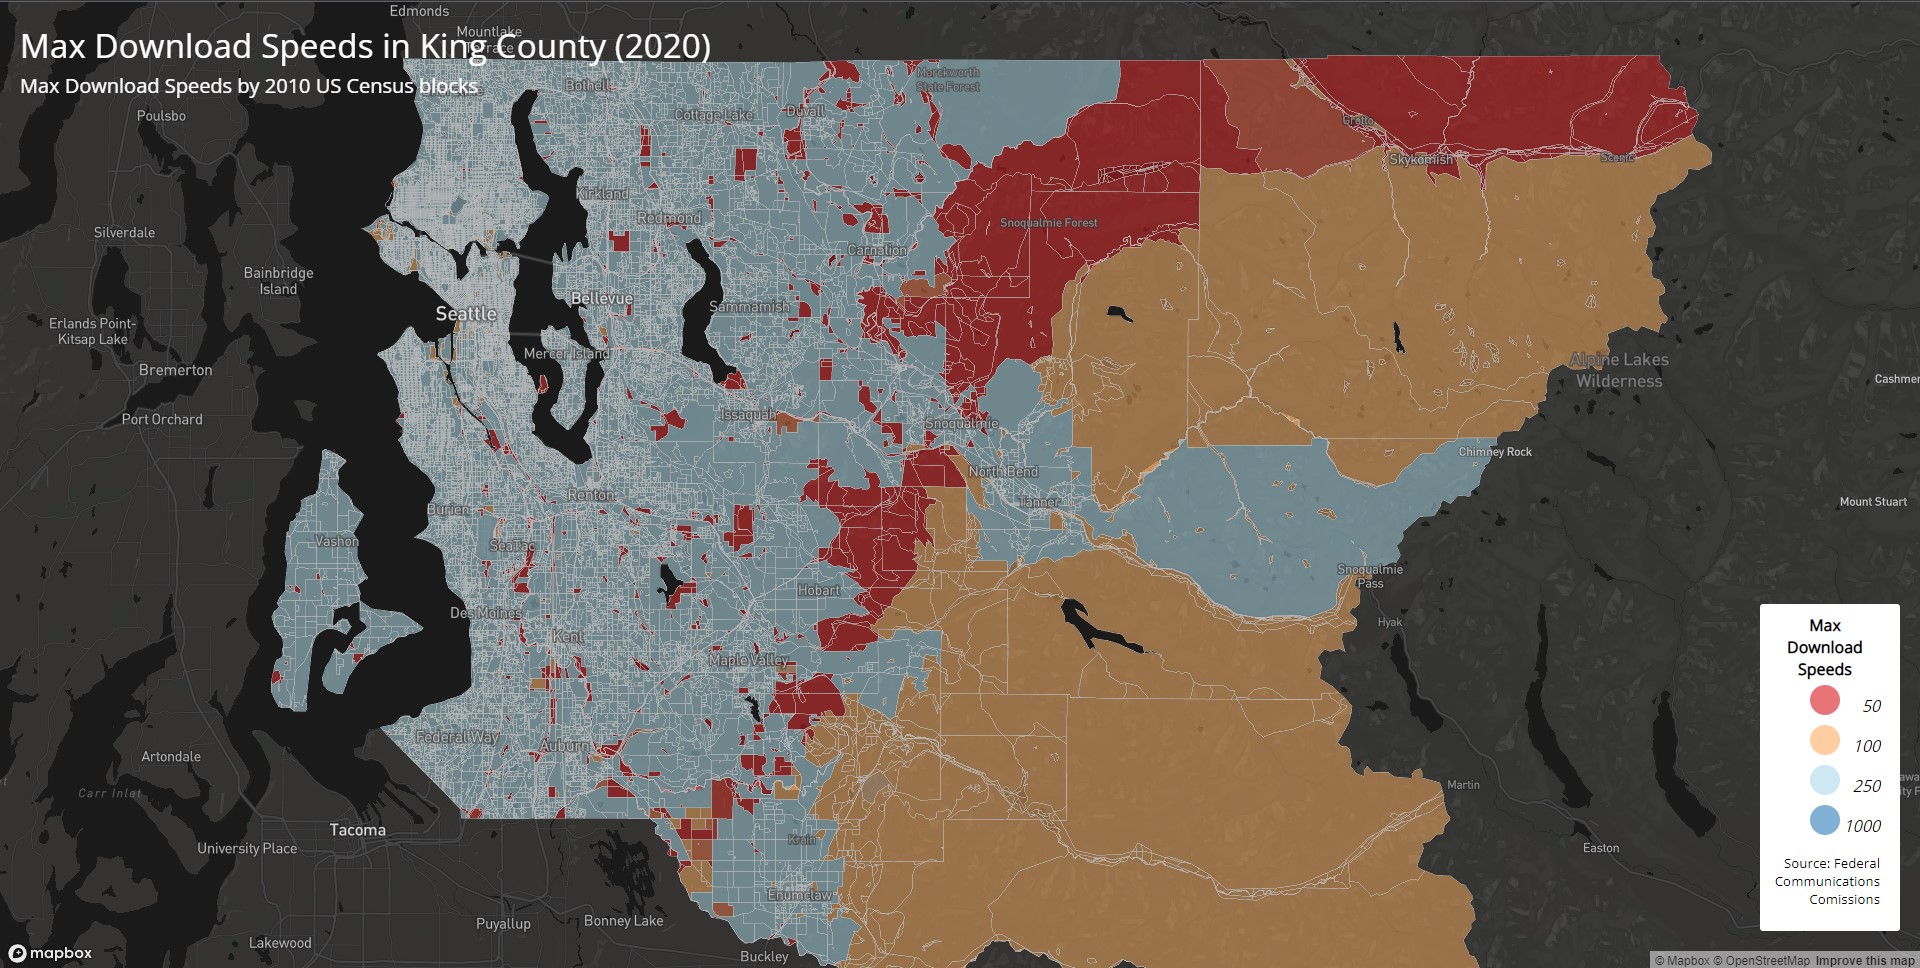 Max Download Speeds in King County (2020)
Max Download Speeds by 2010 US Census blocks
Edmonds
Mountlake
Terrace
Poulsbo
Bothell
Marckworth
State Forest
Cottage Lake
Duvall
Grotto
Skykomish
Scenic
Kirkland
Redmond
Snoqualmie Forest
Silverdale
Carnation
Bainbridge
Island
Bellevue
Sammamish
Seattle
Erlands Point-
Kitsap Lake
Mercer Island
Alpine Lakes
Wilderness
Bremerton
Cashmer
Port Orchard
Issaquah
Snoqualmie
Chimney Rock
North Bend
Renton
Tanner
Mount Stuart
Burien
Vashon
SeaTac
Snoqualmie
Pass
Hobart
Des Moines
Hyak
Kent
Maple Valley
Federal Way
Auburn
Artondale
Carr Inlet
Martin
Tacoma
University Place
Krain
Easton
Enumclaw
Puyallup
Bonney Lake
Lakewood
Buckley
Max
Download
Speeds
50
100
250
1000
Source: Federal
Communications
Comissions
mapbox
© Mapbox © OpenStreetMap Improve this map